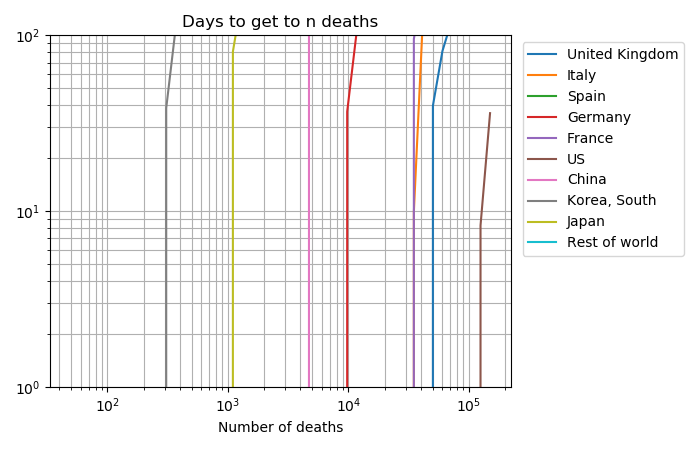 Days to get to n deaths
10²
10¹
10⁰
10²
10³
10⁴
10⁵
Number of deaths
United Kingdom
Italy
Spain
Germany
France
US
China
Korea, South
Japan
Rest of world